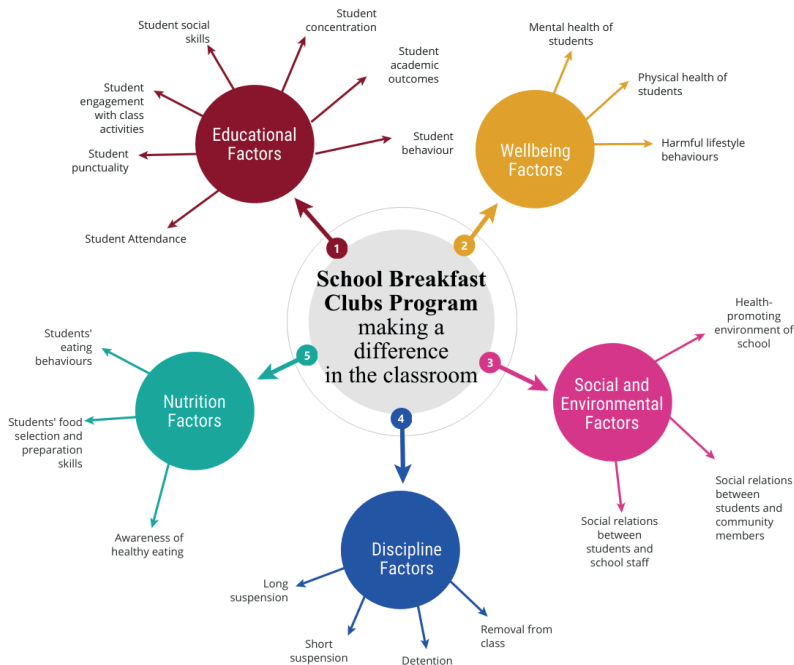 School Breakfast
Clubs Program
making a
difference
in the classroom
1
Educational
Factors
Student social
skills
Student
concentration
Student
academic
outcomes
Student
behaviour
Student
engagement
with class
activities
Student
punctuality
Student Attendance
2
Wellbeing
Factors
Mental health of
students
Physical health of
students
Harmful lifestyle
behaviours
3
Social and
Environmental
Factors
Health-
promoting
environment of
school
Social relations
between
students and
community
members
Social relations
between
students and
school staff
4
Discipline
Factors
Long
suspension
Short
suspension
Detention
Removal from
class
5
Nutrition
Factors
Students'
eating
behaviours
Students' food
selection and
preparation
skills
Awareness of
healthy eating